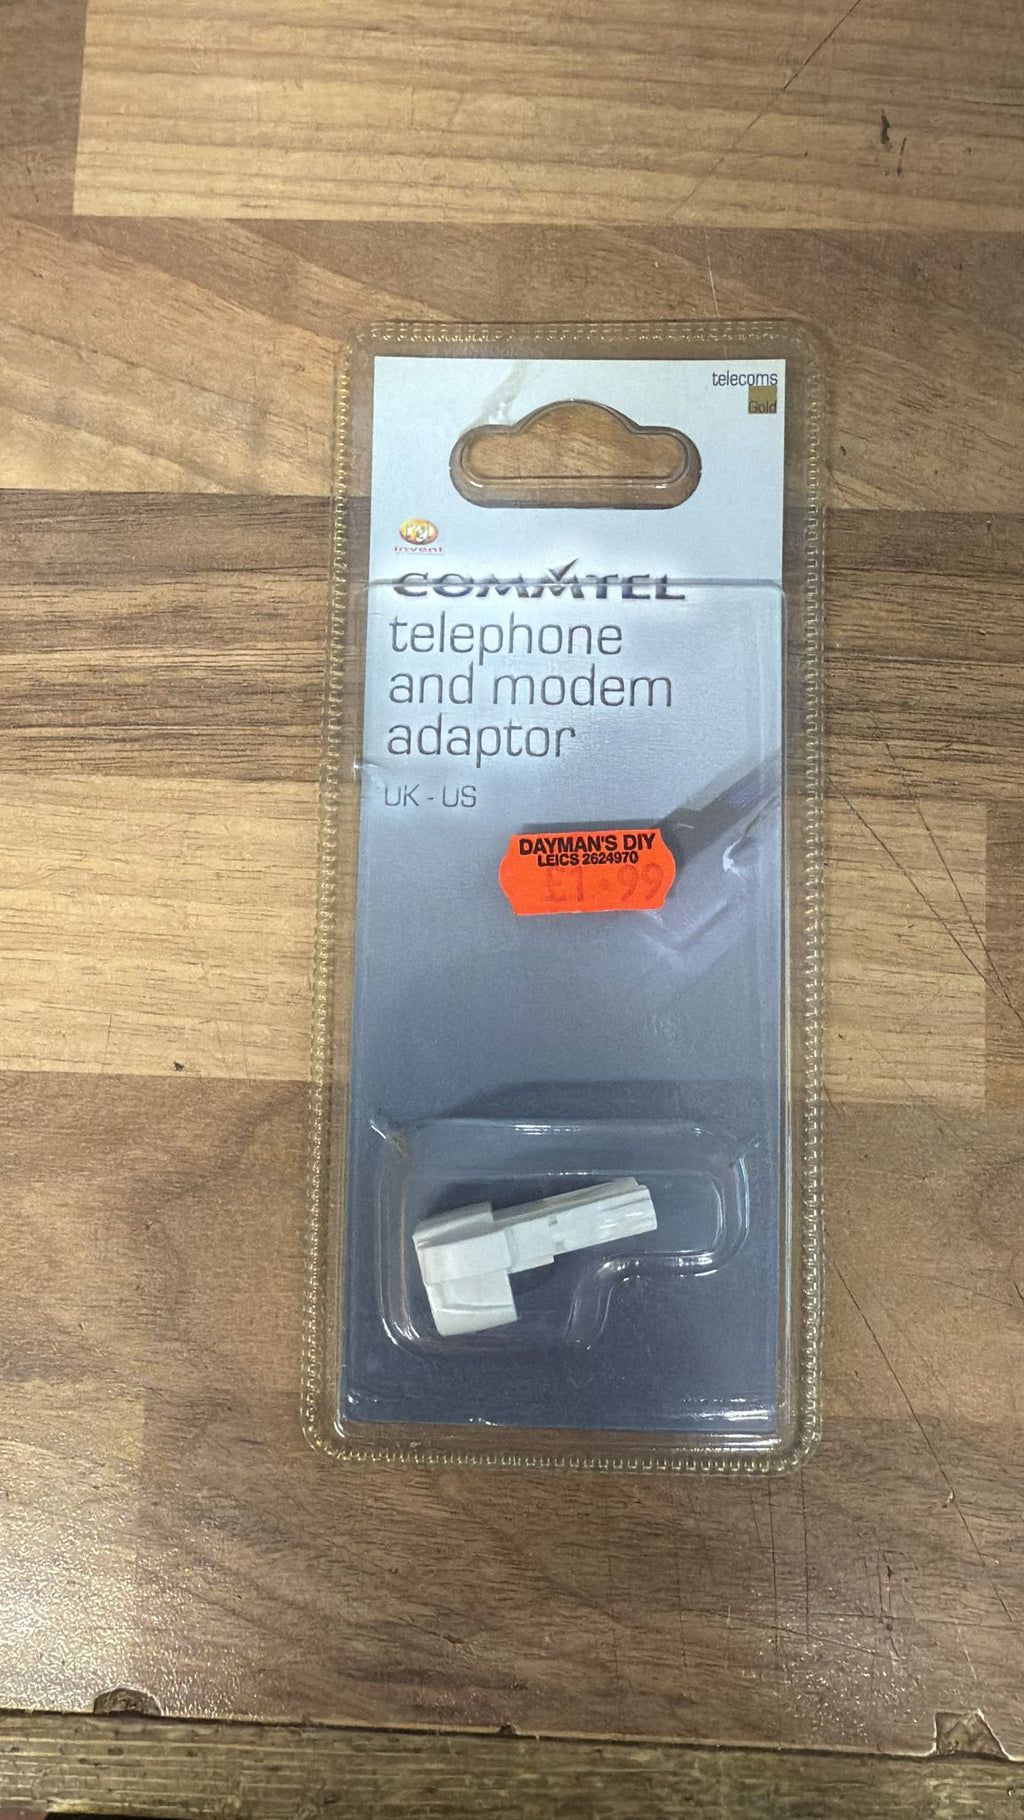 telecoms
Gold
invent
COMMTEL
telephone
and modem
adaptor
UK - US
DAYMAN'S DIY
LEICS 2624970
£1.99